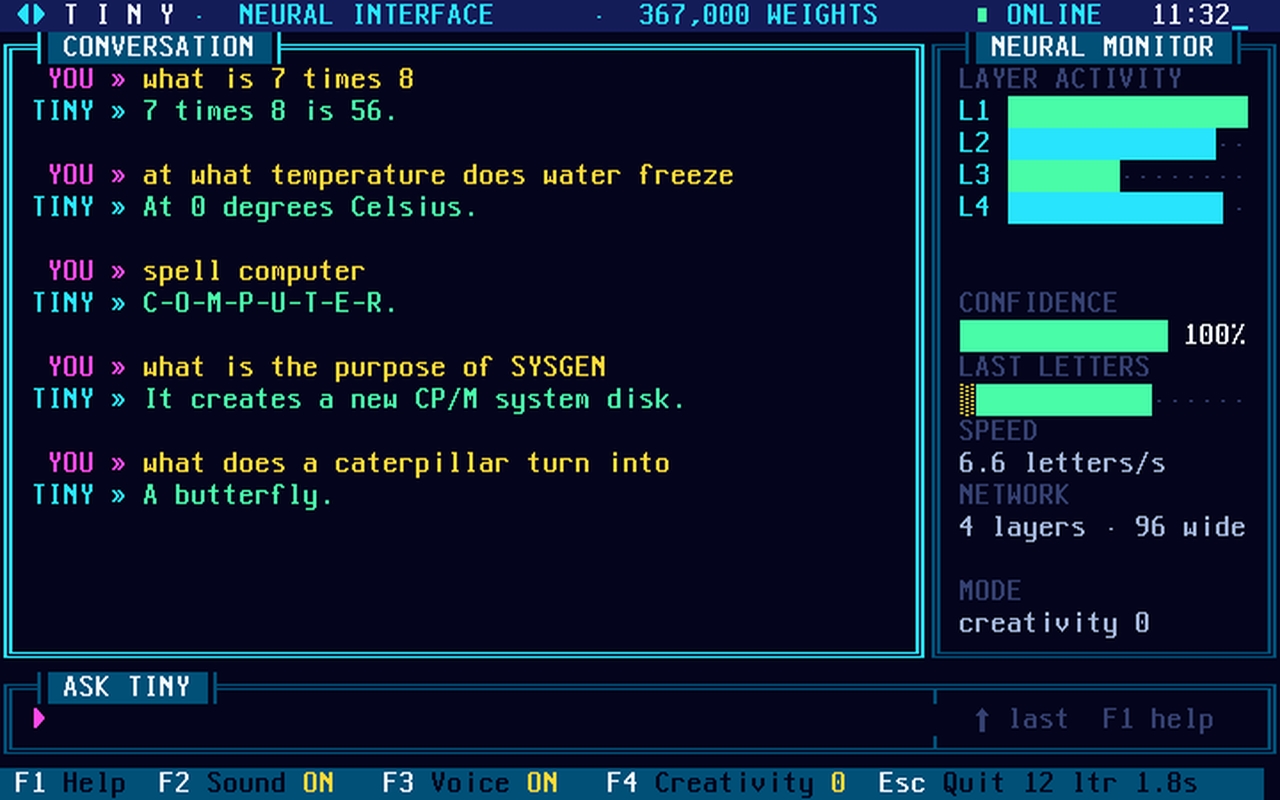 T I N Y · NEURAL INTERFACE · 367,000 WEIGHTS ONLINE 11:32_
CONVERSATION
YOU » what is 7 times 8
TINY » 7 times 8 is 56.
YOU » at what temperature does water freeze
TINY » At 0 degrees Celsius.
YOU » spell computer
TINY » C-O-M-P-U-T-E-R.
YOU » what is the purpose of SYSGEN
TINY » It creates a new CP/M system disk.
YOU » what does a caterpillar turn into
TINY » A butterfly.
NEURAL MONITOR
LAYER ACTIVITY
L1
L2
L3
L4
CONFIDENCE
100%
LAST LETTERS
SPEED
6.6 letters/s
NETWORK
4 layers · 96 wide
MODE
creativity 0
ASK TINY
↑ last F1 help
F1 Help F2 Sound ON F3 Voice ON F4 Creativity 0 Esc Quit 12 ltr 1.8s